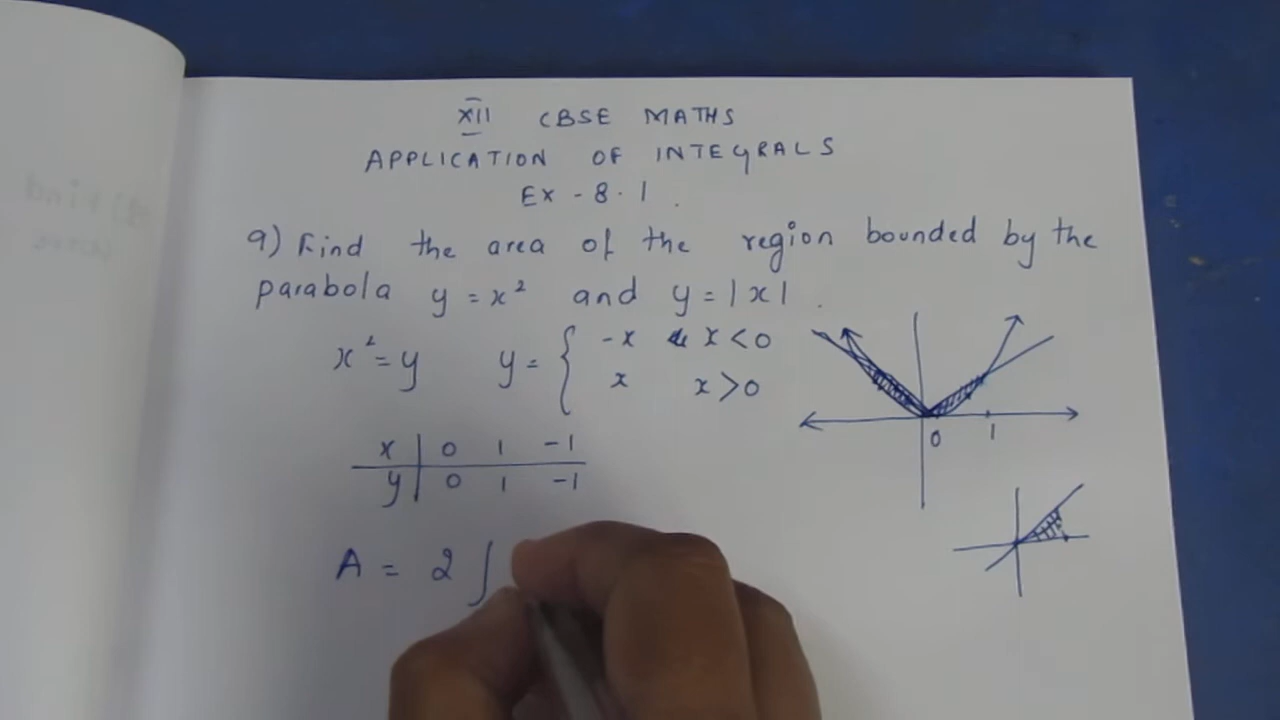 XII CBSE MATHS
APPLICATION OF INTEGRALS
Ex - 8.1.
9) Find the area of the region bounded by the
parabola y = x² and y = |x|.
x² = y y = { -x x < 0
x x > 0
x | 0 1 -1
y | 0 1 -1
0 1
A = 2 ∫